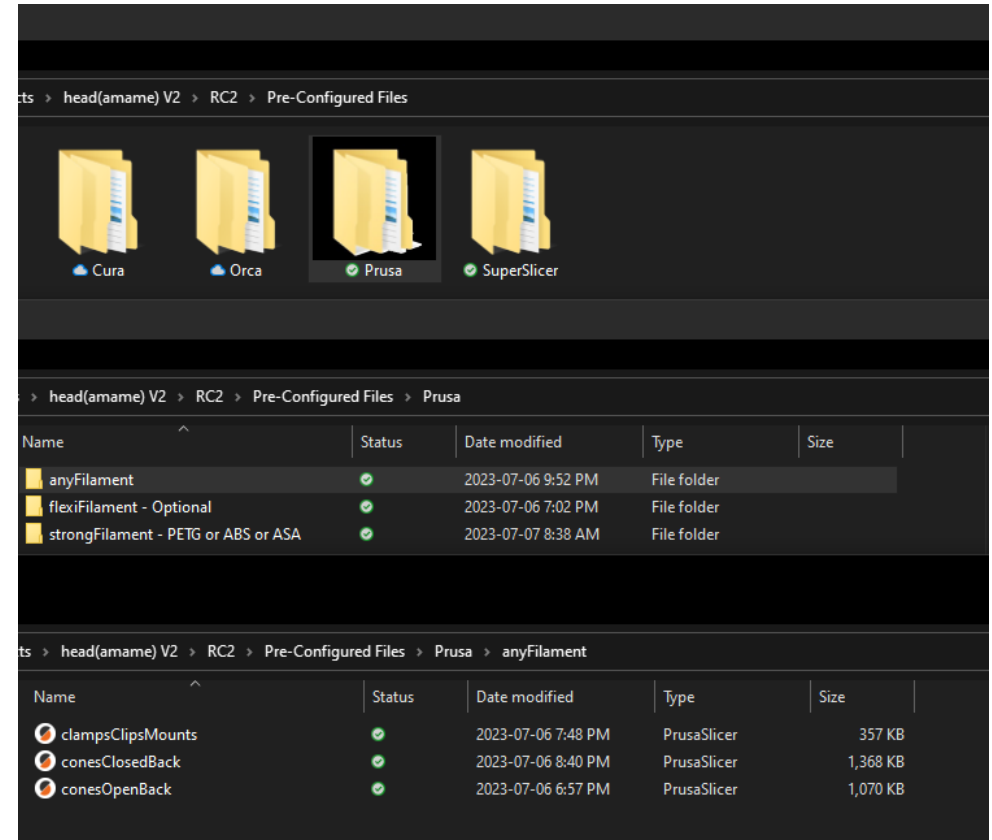 cts > head(amame) V2 > RC2 > Pre-Configured Files
Cura Orca Prusa SuperSlicer
> head(amame) V2 > RC2 > Pre-Configured Files > Prusa
Name Status Date modified Type Size
anyFilament 2023-07-06 9:52 PM File folder
flexiFilament - Optional 2023-07-06 7:02 PM File folder
strongFilament - PETG or ABS or ASA 2023-07-07 8:38 AM File folder
ts > head(amame) V2 > RC2 > Pre-Configured Files > Prusa > anyFilament
Name Status Date modified Type Size
clampsClipsMounts 2023-07-06 7:48 PM PrusaSlicer 357 KB
conesClosedBack 2023-07-06 8:40 PM PrusaSlicer 1,368 KB
conesOpenBack 2023-07-06 6:57 PM PrusaSlicer 1,070 KB